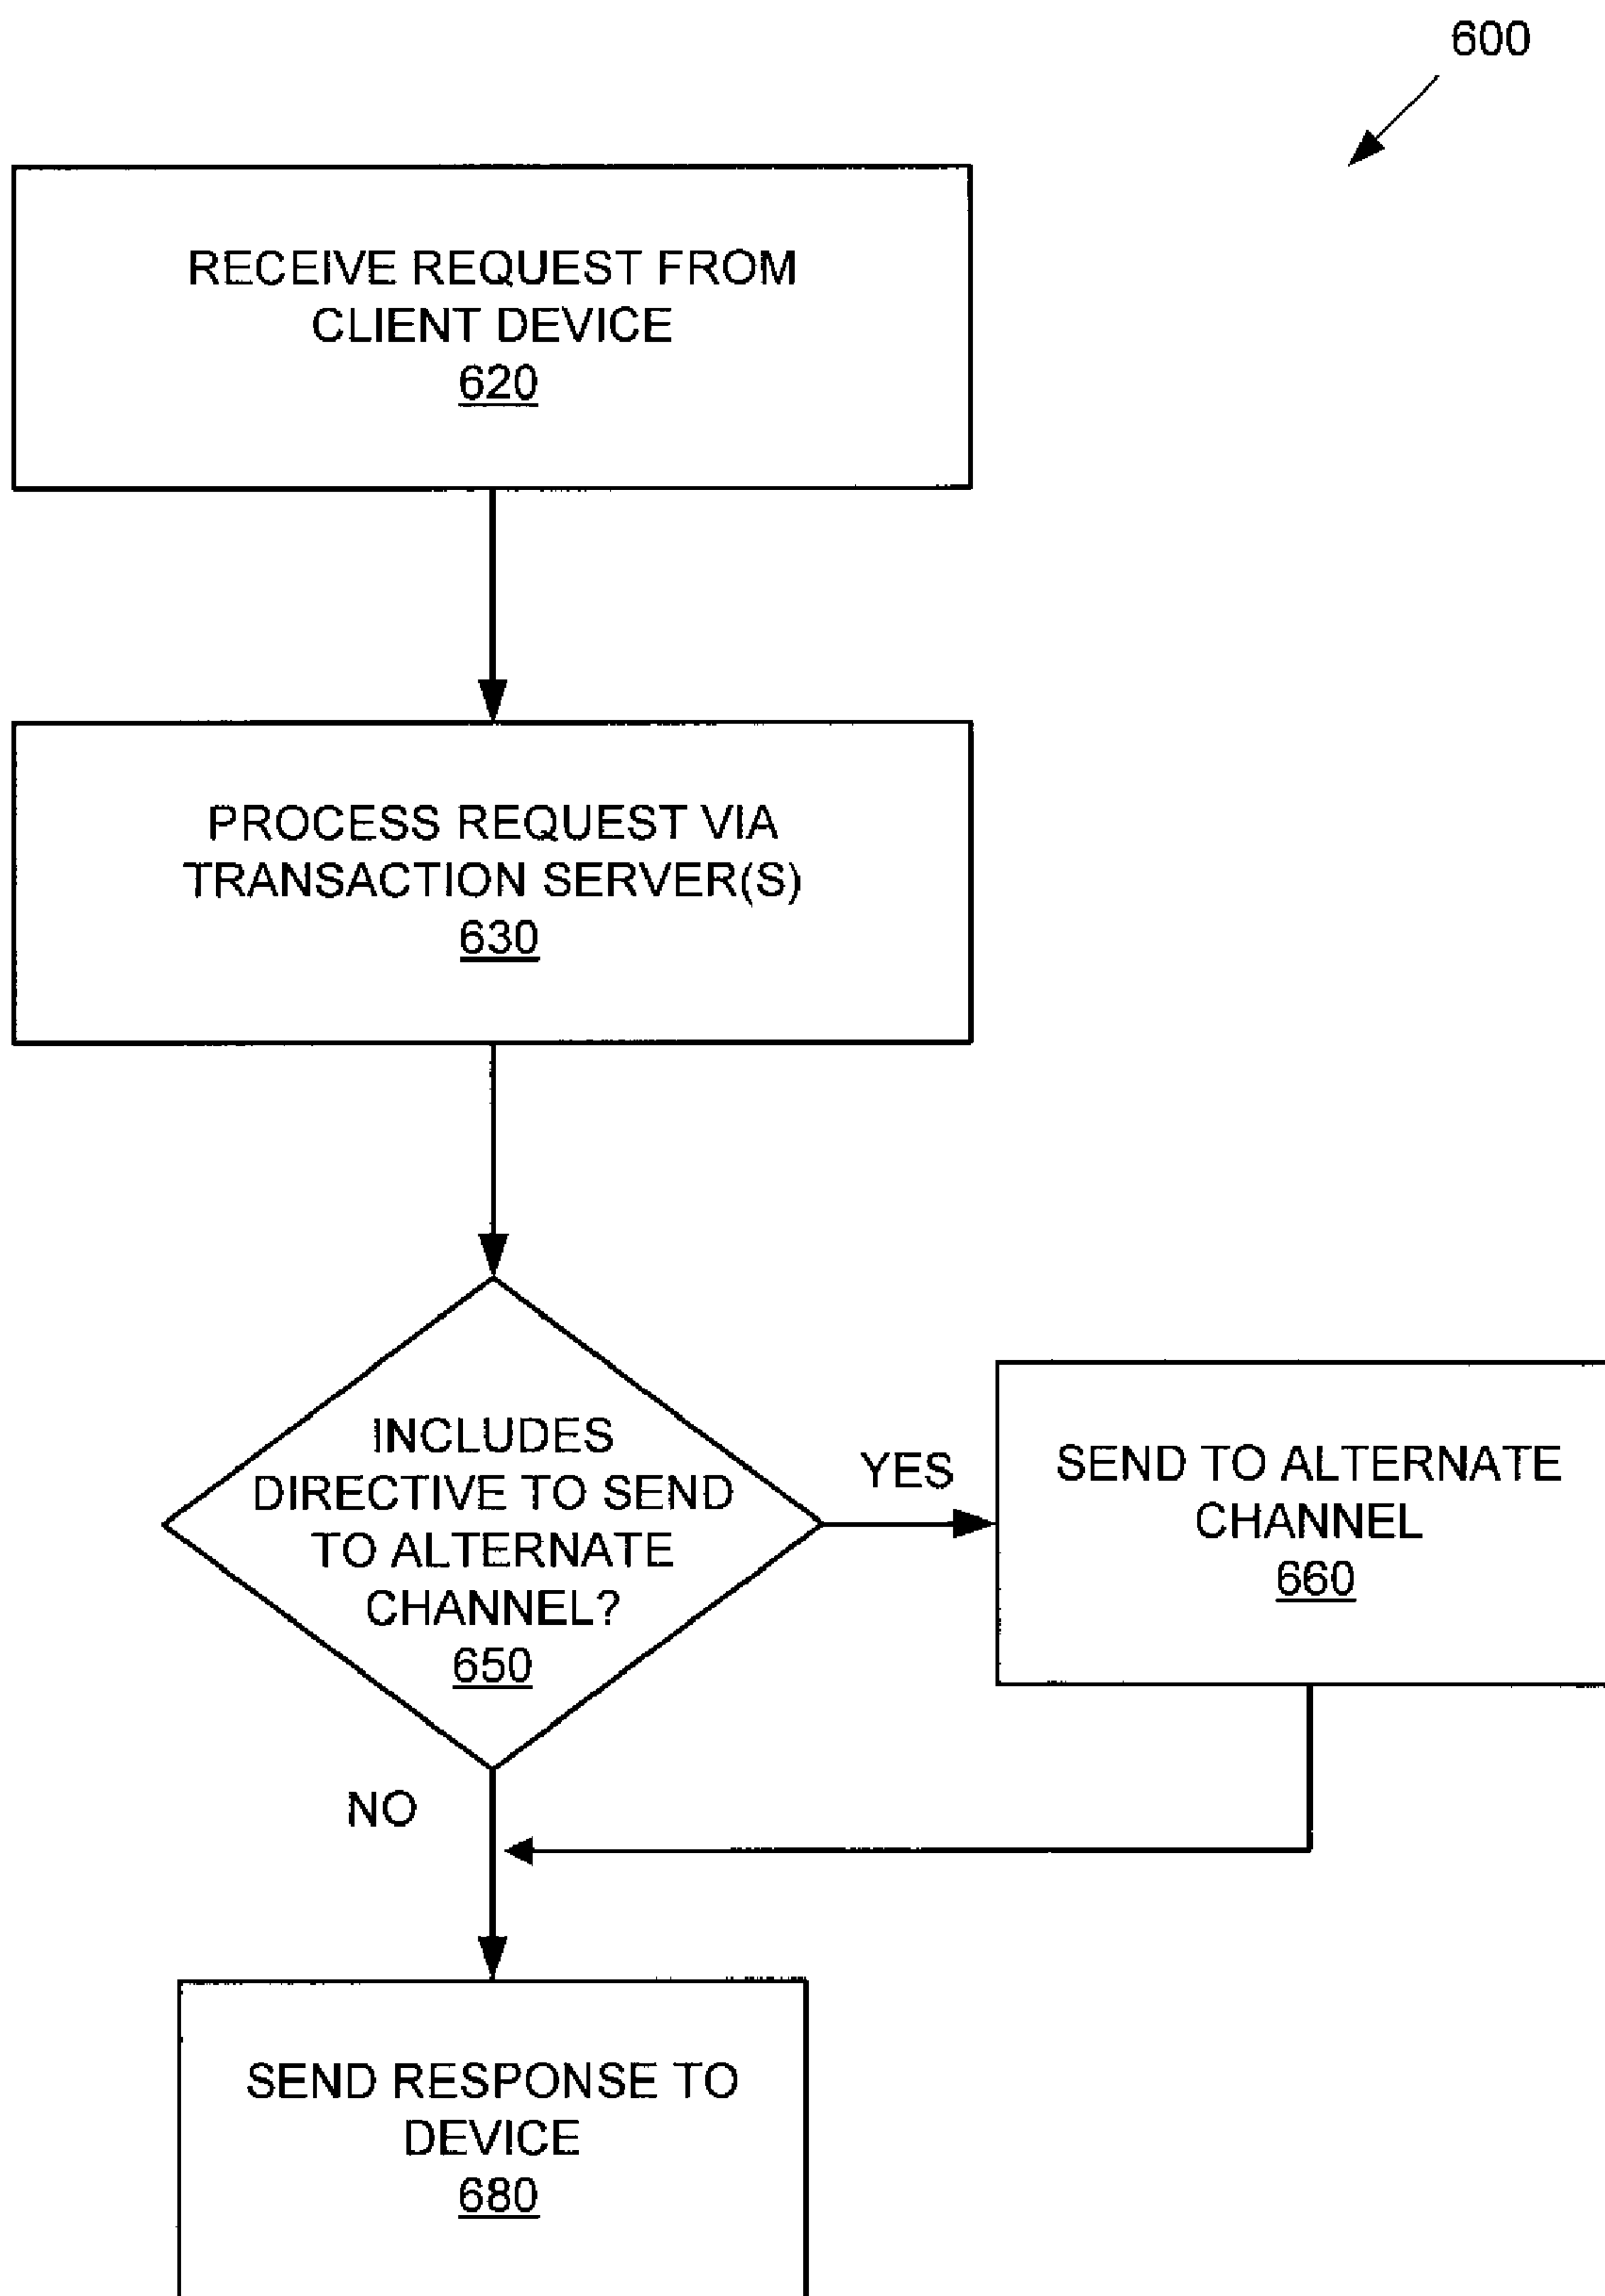 600
RECEIVE REQUEST FROM
CLIENT DEVICE
620
PROCESS REQUEST VIA
TRANSACTION SERVER(S)
630
INCLUDES
DIRECTIVE TO SEND
TO ALTERNATE
CHANNEL?
650
YES
SEND TO ALTERNATE
CHANNEL
660
NO
SEND RESPONSE TO
DEVICE
680